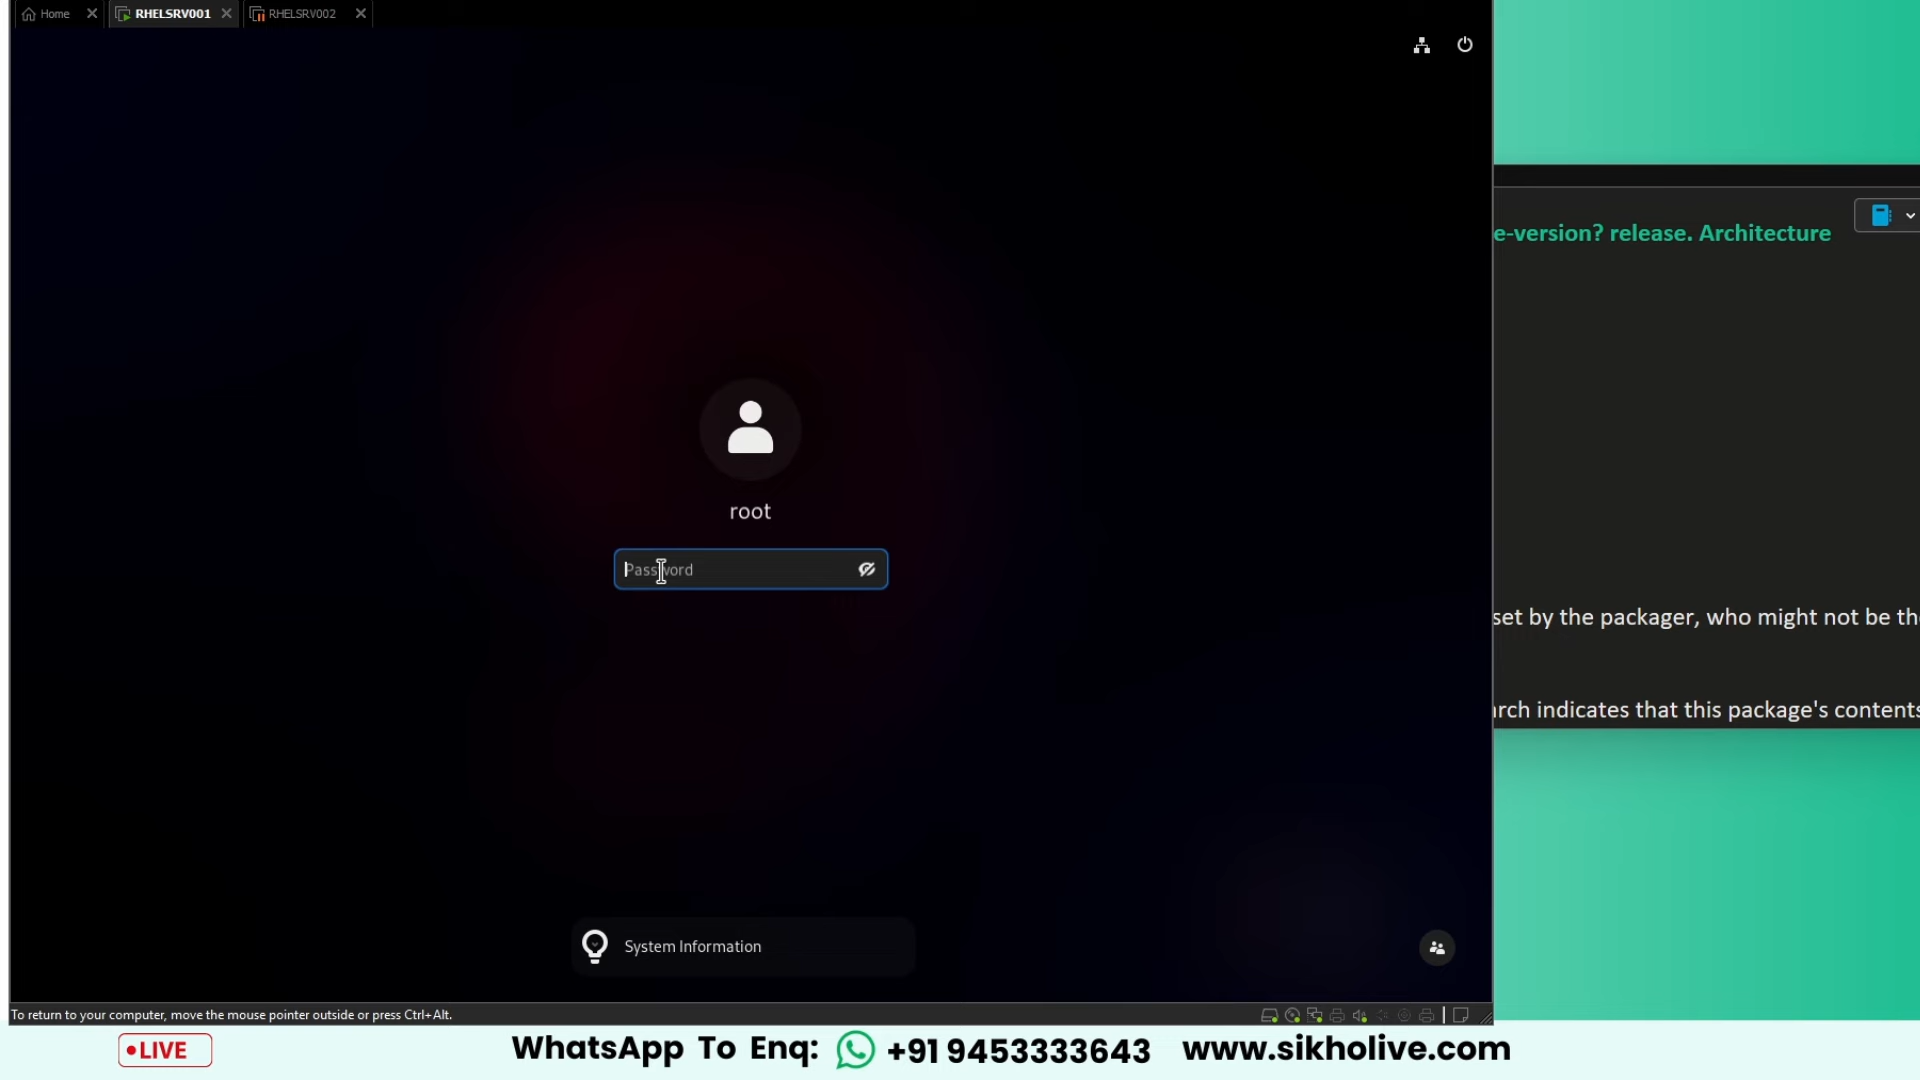 Home
RHELSRV001
RHELSRV002
e-version? release. Architecture
root
Password
set by the packager, who might not be th
rch indicates that this package's contents
System Information
To return to your computer, move the mouse pointer outside or press Ctrl+Alt.
LIVE
WhatsApp To Enq: +91 9453333643 www.sikholive.com